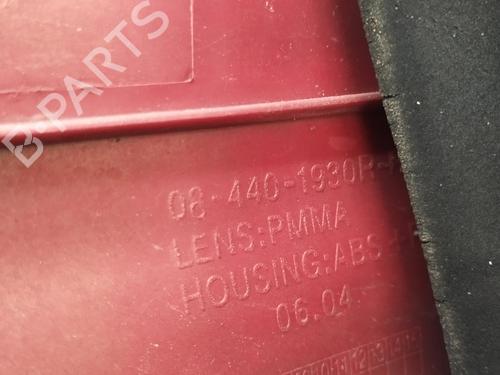 B-PARTS
08-440-1930R-
LENS:PMMA
HOUSING:ABS+
06.04